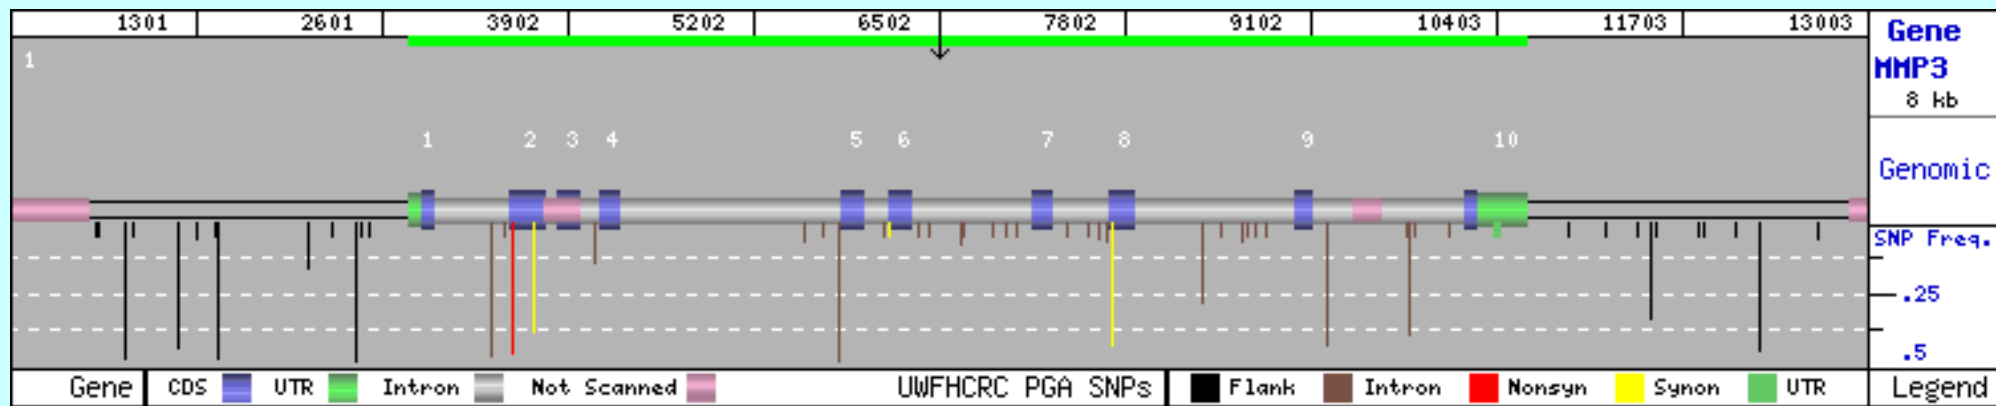 1301 2601 3902 5202 6502 7802 9102 10403 11703 13003
Gene
MMP3
8 kb
1
1 2 3 4 5 6 7 8 9 10
Genomic
SNP Freq.
.25
.5
Gene CDS UTR Intron Not Scanned UWFHCRC PGA SNPs Flank Intron Nonsyn Synon UTR Legend